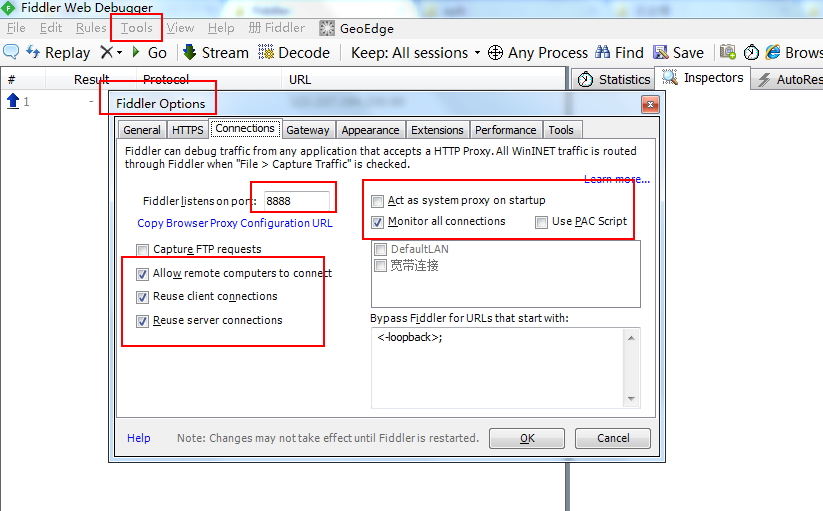 Fiddler Web Debugger
File Edit Rules Tools View Help 册 Fiddler GeoEdge
Replay Go Stream Decode Keep: All sessions Any Process Find Save Brows
# Result Protocol URL Statistics Inspectors AutoRes
1 -
Fiddler Options
General HTTPS Connections Gateway Appearance Extensions Performance Tools
Fiddler can debug traffic from any application that accepts a HTTP Proxy. All WinINET traffic is routed
through Fiddler when "File > Capture Traffic" is checked.
Learn more...
Fiddler listens on port: 8888
Act as system proxy on startup
Copy Browser Proxy Configuration URL
Monitor all connections Use PAC Script
Capture FTP requests
DefaultLAN
Allow remote computers to connect
宽带连接
Reuse client connections
Reuse server connections
Bypass Fiddler for URLs that start with:
<-loopback>;
Help Note: Changes may not take effect until Fiddler is restarted. OK Cancel